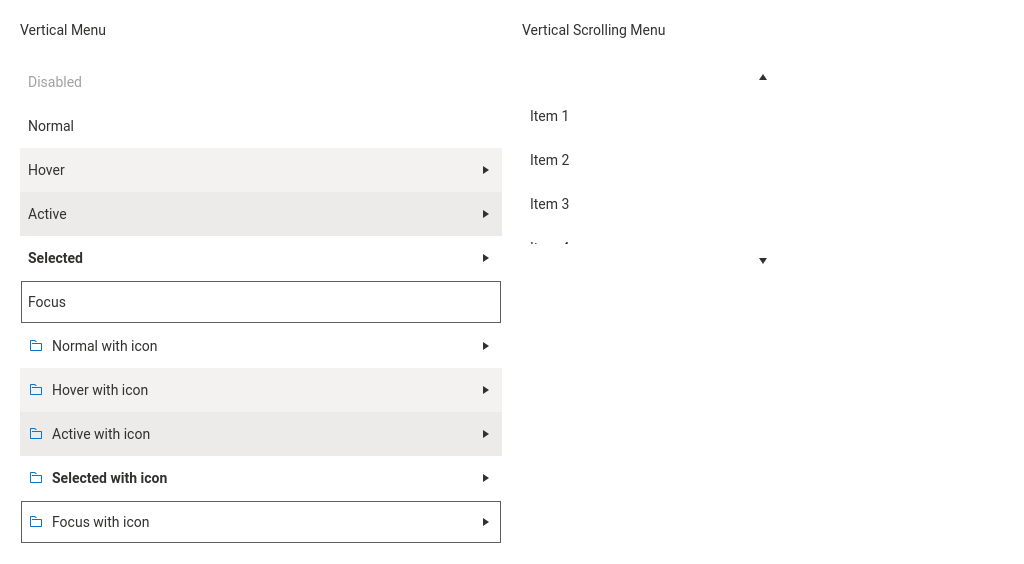 Vertical Menu
Disabled
Normal
Hover
Active
Selected
Focus
Normal with icon
Hover with icon
Active with icon
Selected with icon
Focus with icon
Vertical Scrolling Menu
Item 1
Item 2
Item 3